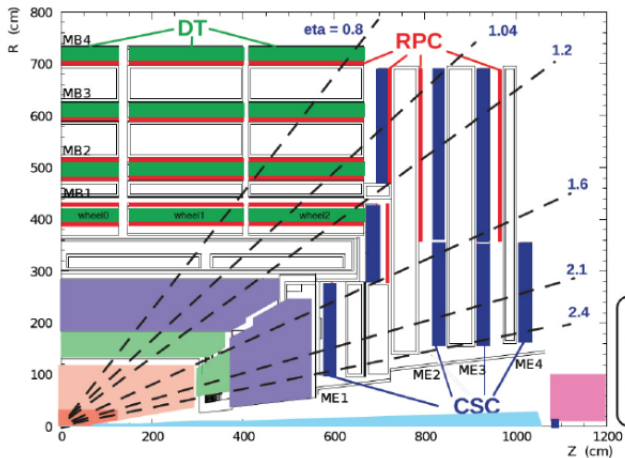 R (cm)
800
700
600
500
400
300
200
100
0
MB4
MB3
MB2
MB1
DT
eta = 0.8
1.04
1.2
1.6
2.1
2.4
RPC
wheel0
wheel1
wheel2
ME1
ME2
ME3
ME4
CSC
0
200
400
600
800
1000
1200
Z (cm)